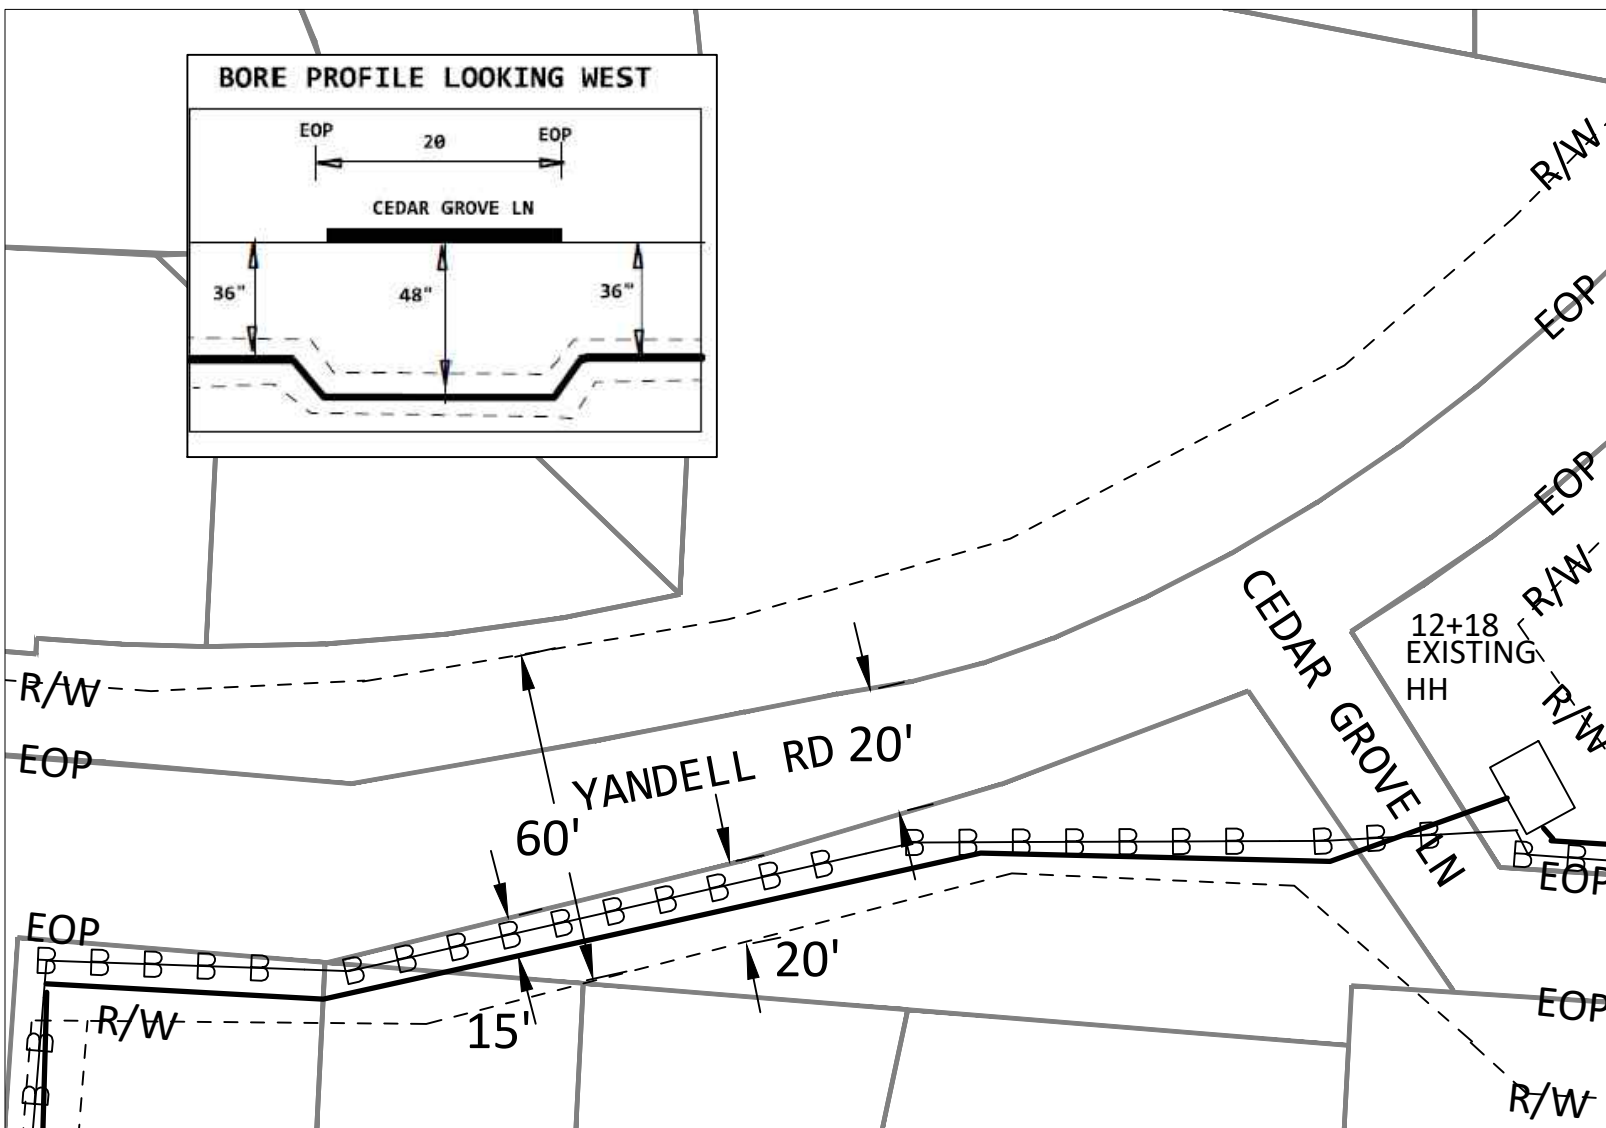 BORE PROFILE LOOKING WEST
EOP
20
EOP
CEDAR GROVE LN
36"
48"
36"
R/W
EOP
EOP
R/W
CEDAR GROVE LN
12+18
EXISTING
HH
R/W
R/W
EOP
YANDELL RD 20'
60'
B B B B B B B B B B
B B
EOP
EOP
B B B B B
B B B B B B B B B B
20'
R/W
15'
B
B
EOP
R/W